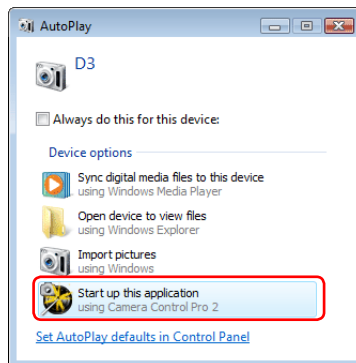 AutoPlay
D3
Always do this for this device:
Device options
Sync digital media files to this device
using Windows Media Player
Open device to view files
using Windows Explorer
Import pictures
using Windows
Start up this application
using Camera Control Pro 2
Set AutoPlay defaults in Control Panel